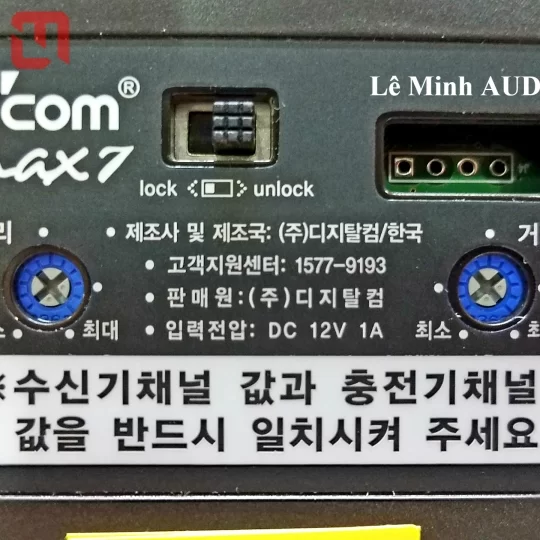 Lê Minh AUD
com®
max7
lock unlock
리
거
• 제조사 및 제조국: (주)디지탈컴/한국
• 고객지원센터: 1577-9193
• 판 매 원: (주) 디 지 탈 컴
• 입력전압: DC 12V 1A
최대
최소
※수신기채널 값과 충전기채널
값을 반드시 일치시켜 주세요